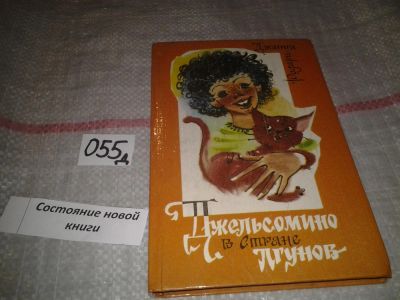 Джанни
Родари
055д
Состояние новой
книги
Джельсомино
в Стране
лгунов